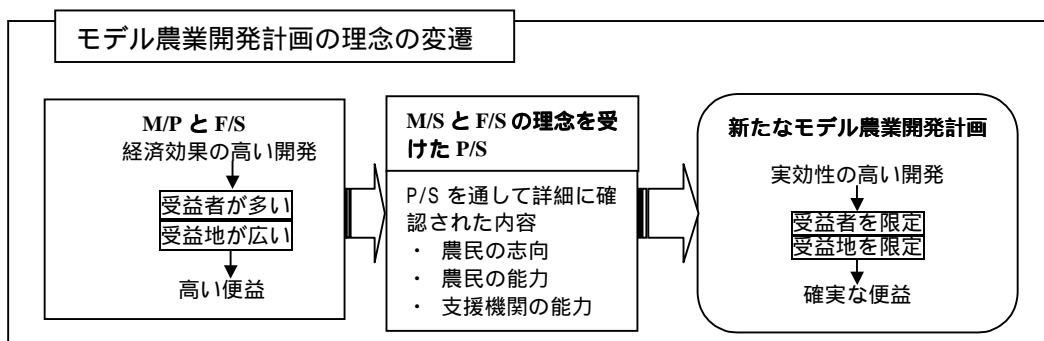 モデル農業開発計画の理念の変遷
M/P と F/S
経済効果の高い開発
受益者が多い
受益地が広い
高い便益
M/S と F/S の理念を受
けた P/S
P/S を通して詳細に確
認された内容
・ 農民の志向
・ 農民の能力
・ 支援機関の能力
新たなモデル農業開発計画
実効性の高い開発
受益者を限定
受益地を限定
確実な便益